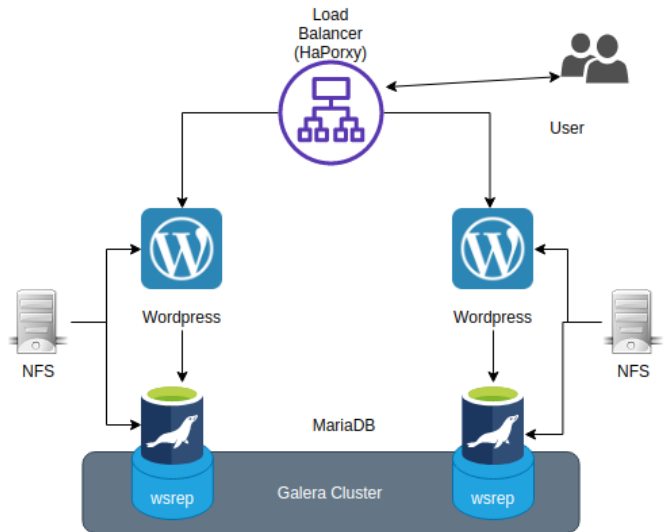 Load
Balancer
(HaPorxy)
User
Wordpress
Wordpress
NFS
NFS
MariaDB
wsrep
Galera Cluster
wsrep